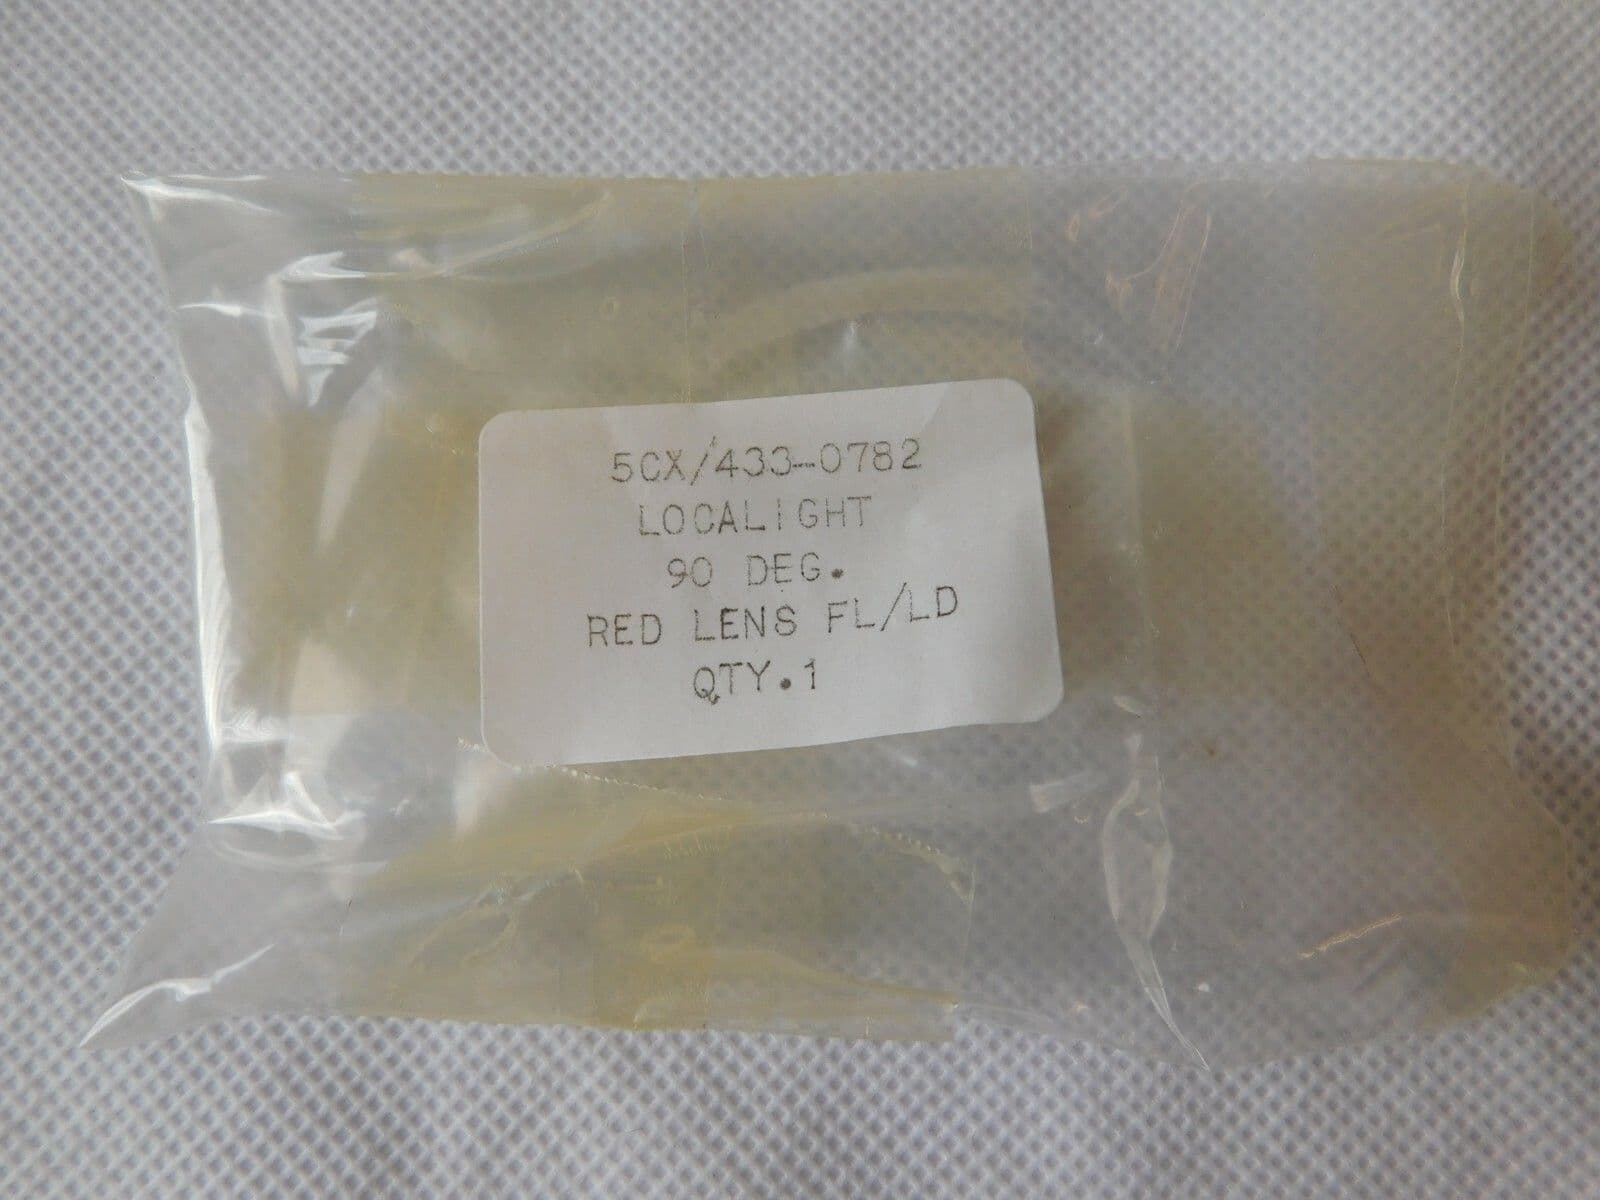 5CX/433-0782
LOCALIGHT
90 DEG.
RED LENS FL/LD
QTY.1